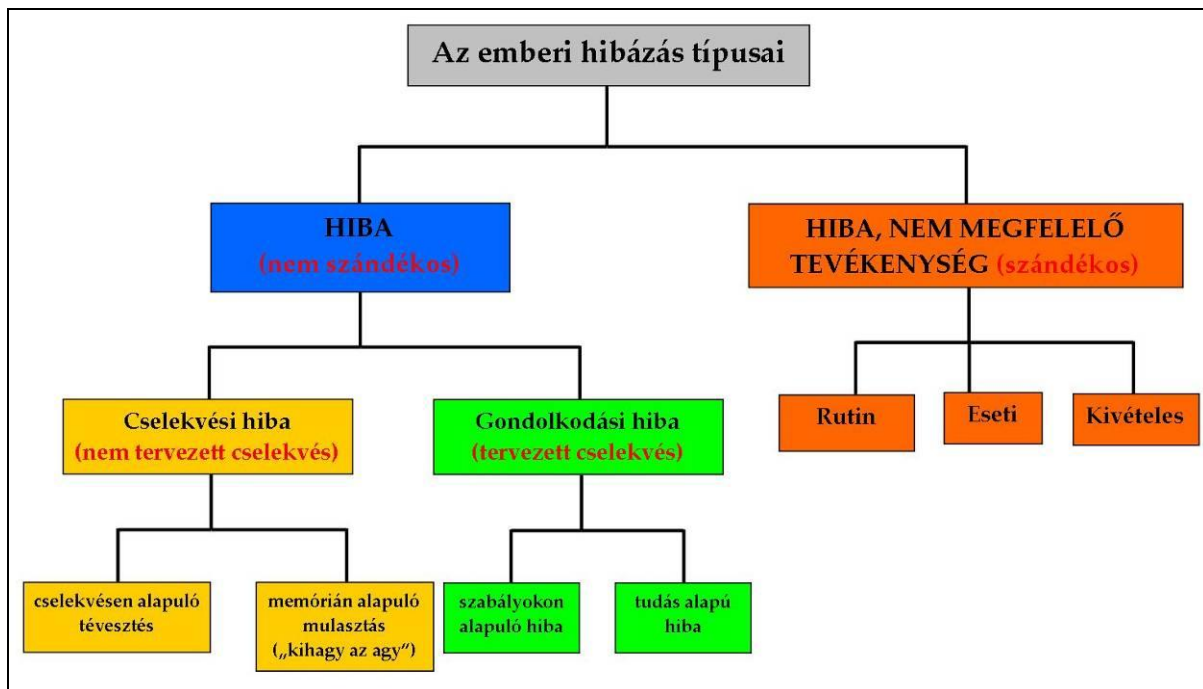 Az emberi hibázás típusai
HIBA
(nem szándékos)
HIBA, NEM MEGFELELŐ
TEVÉKENYSÉG (szándékos)
Cselekvési hiba
(nem tervezett cselekvés)
Gondolkodási hiba
(tervezett cselekvés)
Rutin
Eseti
Kivételes
cselekvésen alapuló
tévesztés
memórián alapuló
mulasztás
(„kihagy az agy“)
szabályokon
alapuló hiba
tudás alapú
hiba